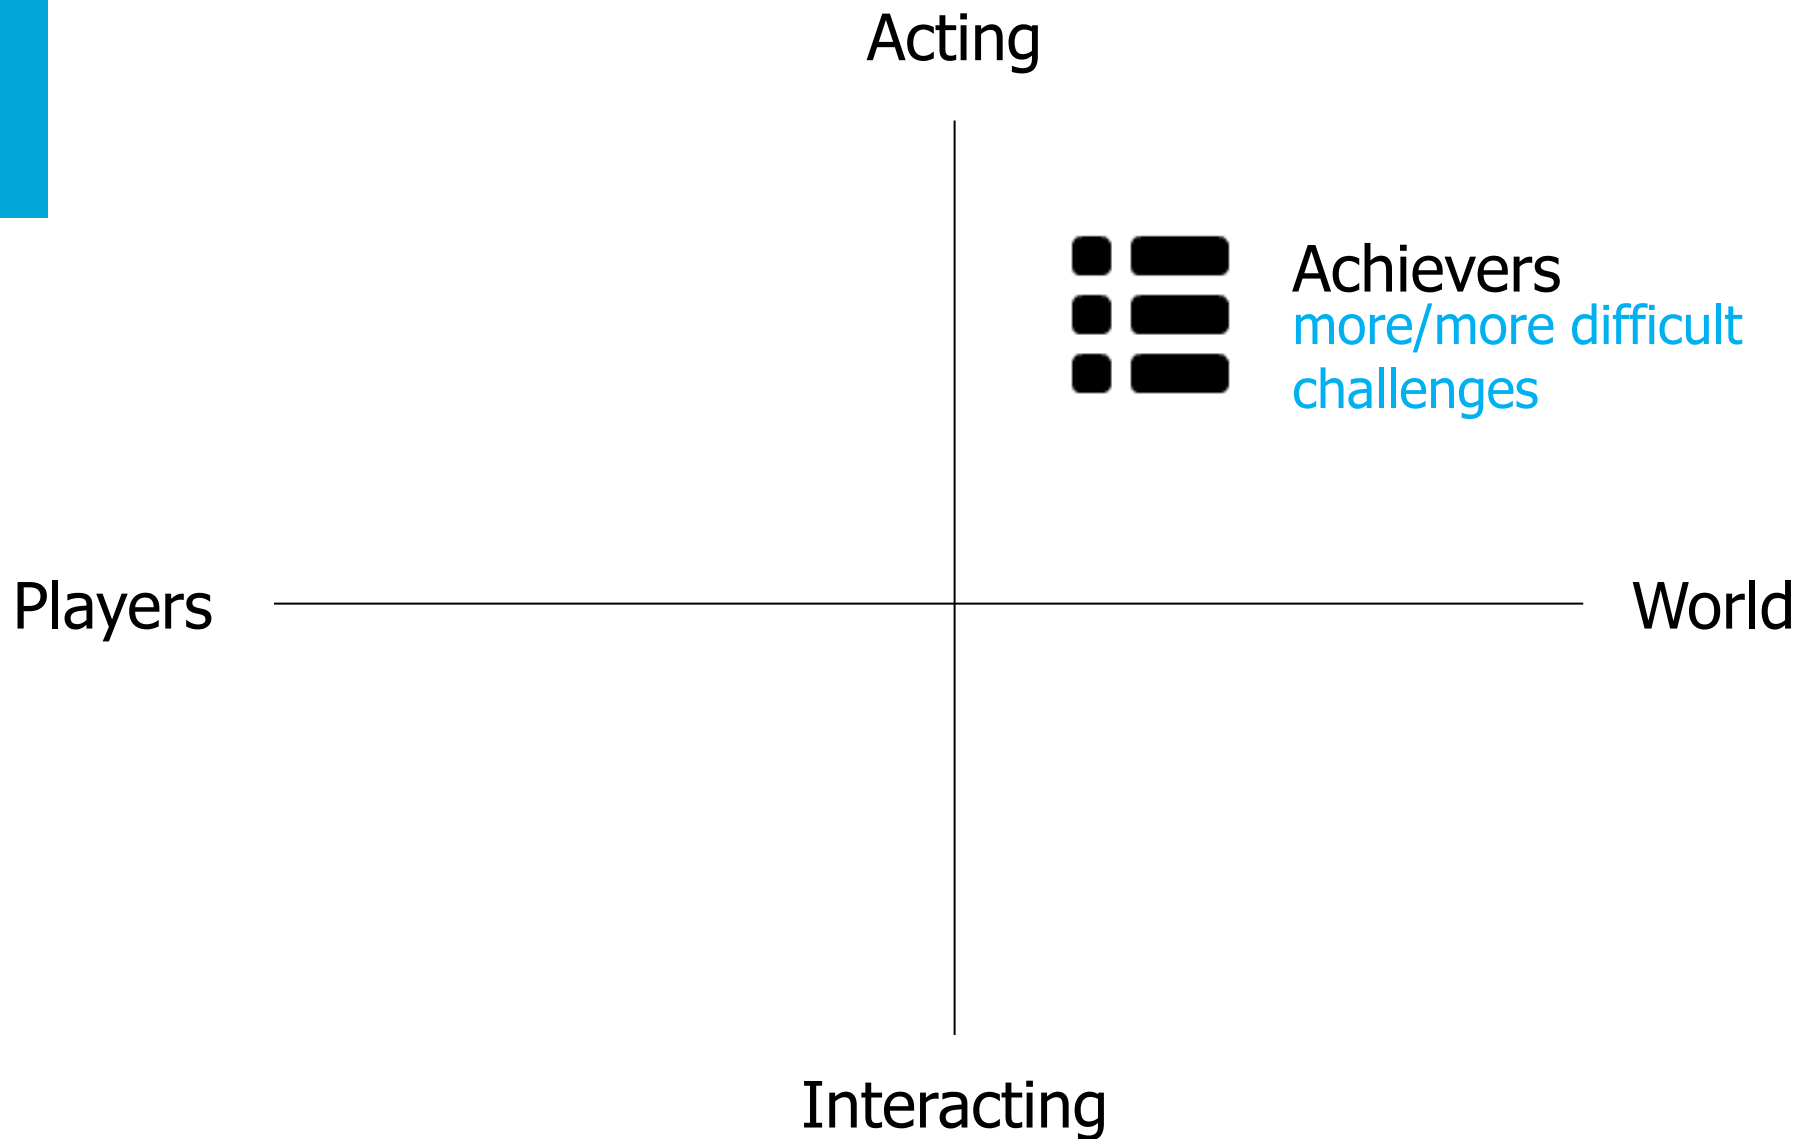 Acting
Achievers
more/more difficult
challenges
Players
World
Interacting